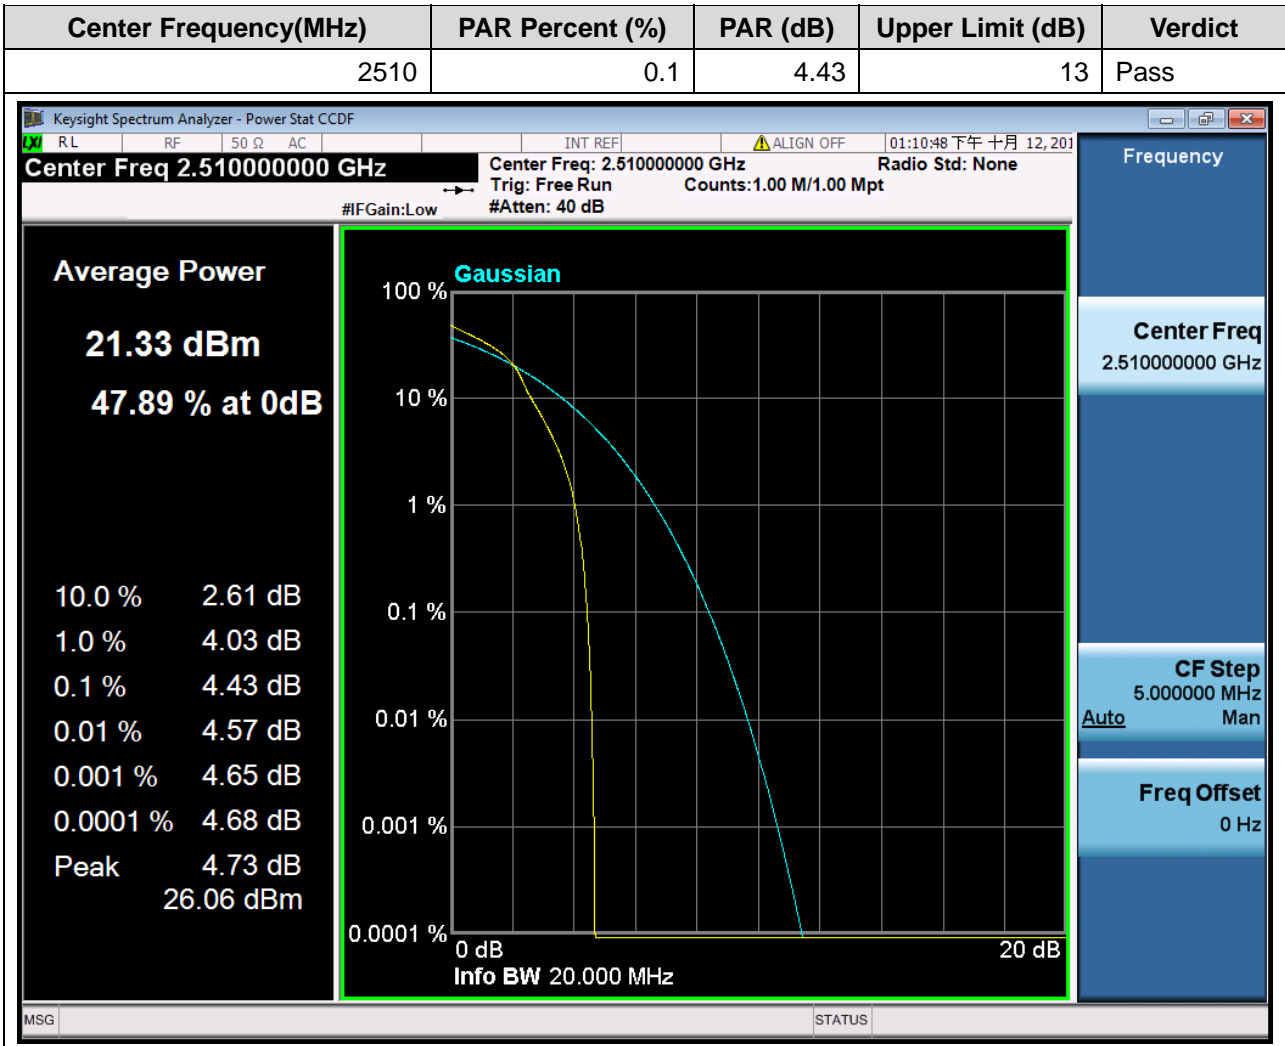 Center Frequency(MHz) PAR Percent (%) PAR (dB) Upper Limit (dB) Verdict
2510 0.1 4.43 13 Pass
Keysight Spectrum Analyzer - Power Stat CCDF
LXI RL RF 50 Ω AC INT REF ALIGN OFF 01:10:48 下午 十月 12, 201
Center Freq 2.510000000 GHz
#IFGain:Low
Center Freq: 2.510000000 GHz Radio Std: None
Trig: Free Run Counts:1.00 M/1.00 Mpt
#Atten: 40 dB
Average Power
21.33 dBm
47.89 % at 0dB
10.0 % 2.61 dB
1.0 % 4.03 dB
0.1 % 4.43 dB
0.01 % 4.57 dB
0.001 % 4.65 dB
0.0001 % 4.68 dB
Peak 4.73 dB
26.06 dBm
Gaussian
100 %
10 %
1 %
0.1 %
0.01 %
0.001 %
0.0001 %
0 dB 20 dB
Info BW 20.000 MHz
Frequency
Center Freq
2.510000000 GHz
CF Step
5.000000 MHz
Auto Man
Freq Offset
0 Hz
MSG STATUS